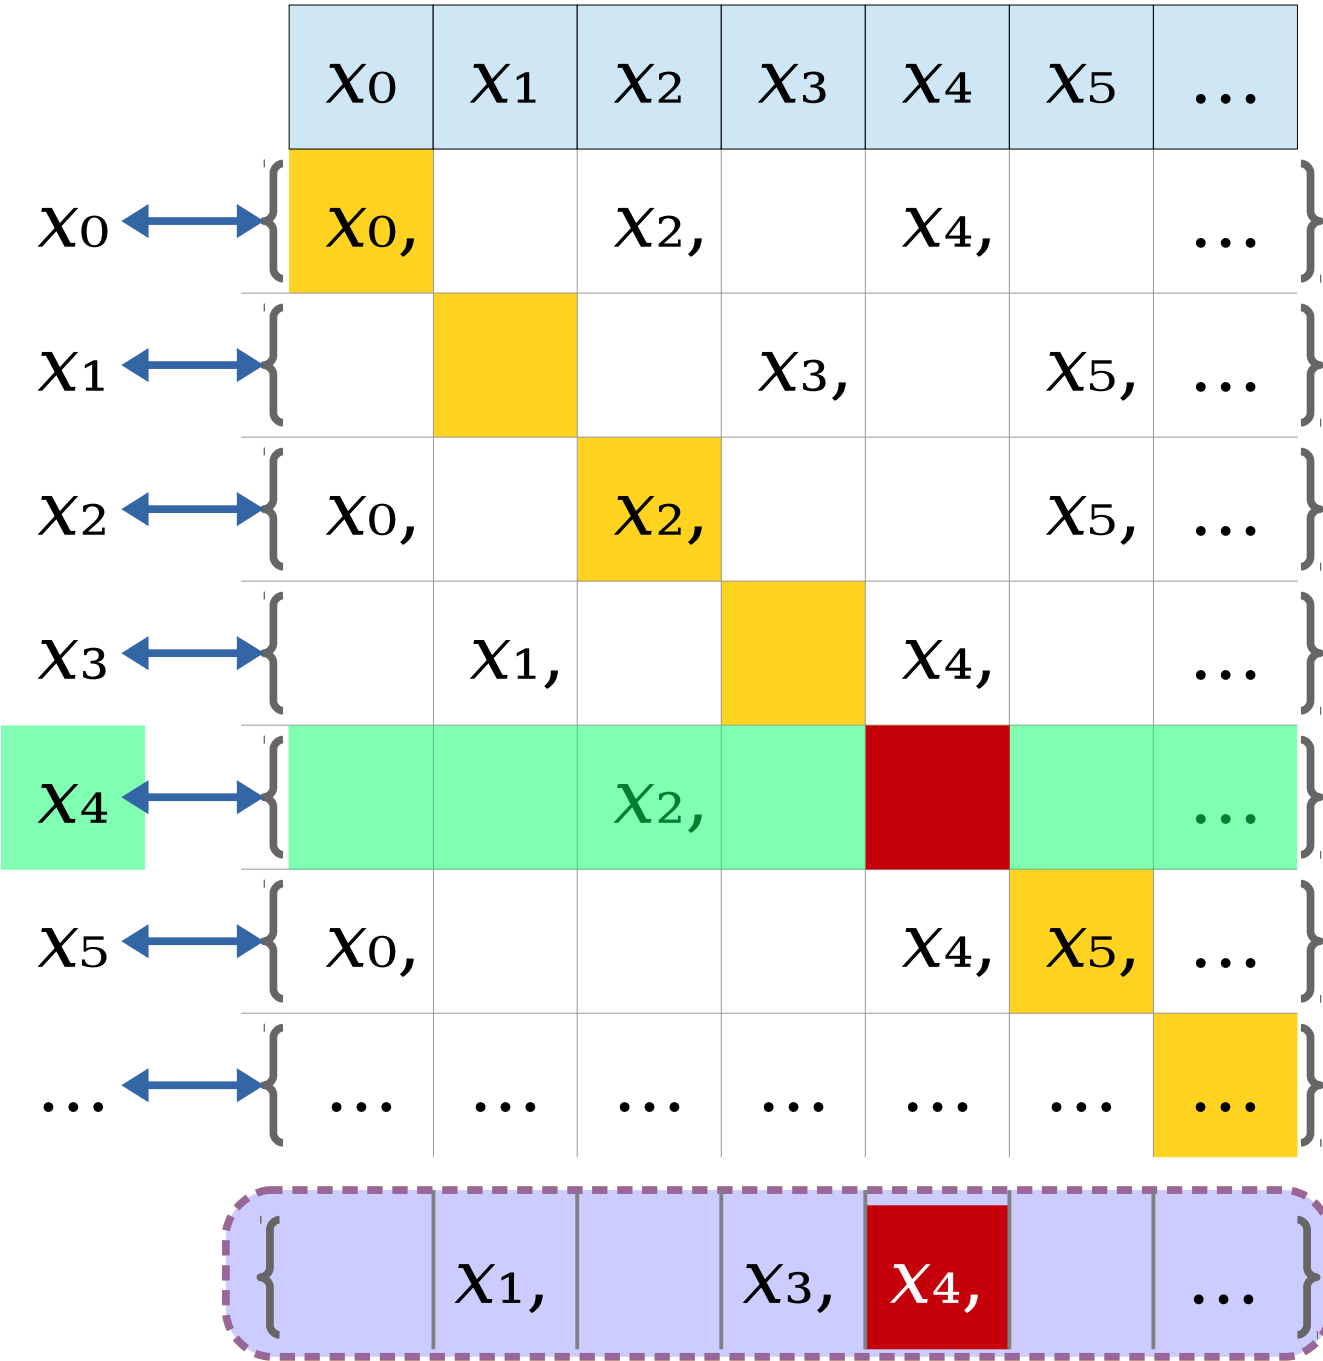 x₀ x₁ x₂ x₃ x₄ x₅ ...
x₀ { x₀, x₂, x₄, ... }
x₁ { x₃, x₅, ... }
x₂ { x₀, x₂, x₅, ... }
x₃ { x₁, x₄, ... }
x₄ { x₂, ... }
x₅ { x₀, x₄, x₅, ... }
... { ... ... ... ... ... ... ... }
{ x₁, x₃, x₄, ... }